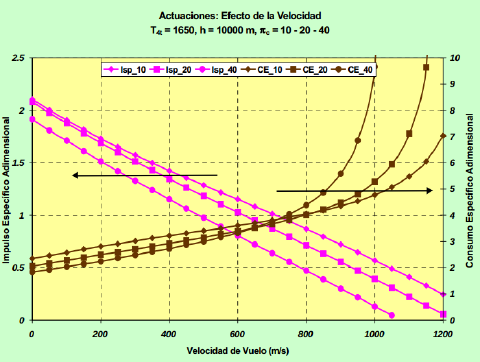 Actuaciones: Efecto de la Velocidad
T4t = 1650, h = 10000 m, πc = 10 - 20 - 40
Isp_10 Isp_20 Isp_40 CE_10 CE_20 CE_40
Impulso Específico Adimensional
2.5
2
1.5
1
0.5
0
10
9
8
7
6
5
4
3
2
1
0
Consumo Específico Adimensional
0 200 400 600 800 1000 1200
Velocidad de Vuelo (m/s)